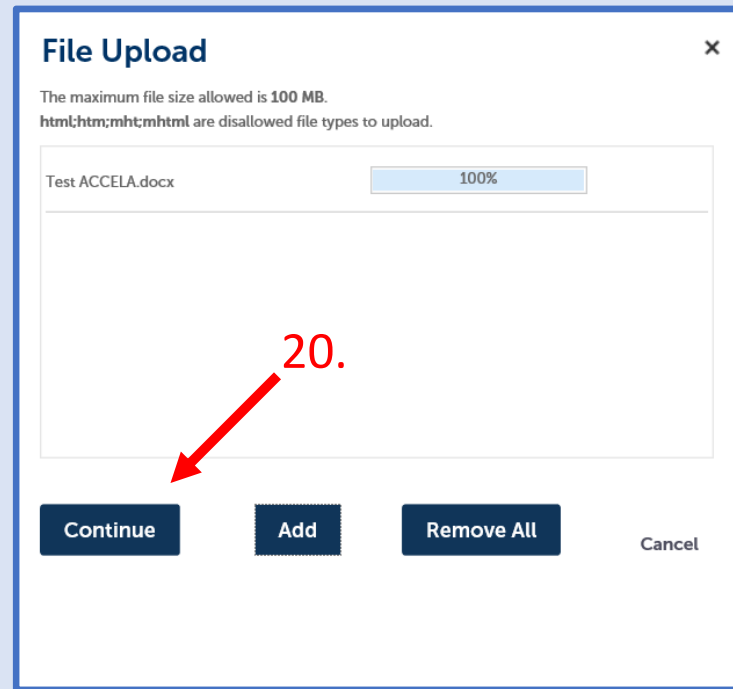 File Upload
×
The maximum file size allowed is 100 MB.
html;htm;mht;mhtml are disallowed file types to upload.
Test ACCELA.docx 100%
20.
Continue Add Remove All Cancel